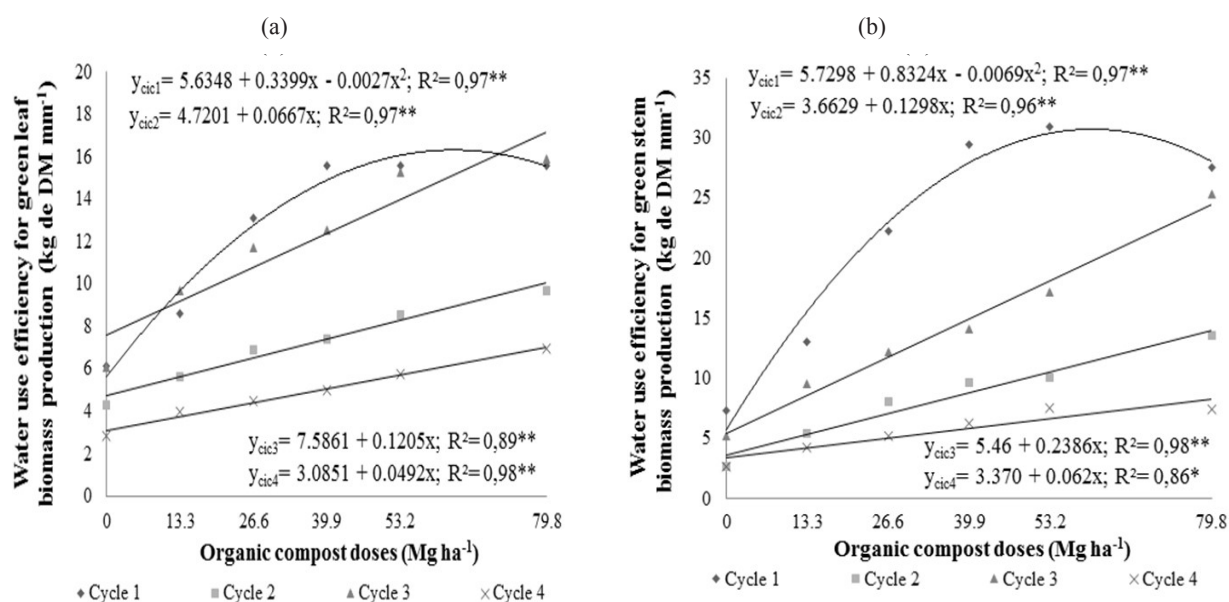 (a)
y_cic1= 5.6348 + 0.3399x - 0.0027x²; R²= 0,97**
y_cic2= 4.7201 + 0.0667x; R²= 0,97**
Water use efficiency for green leaf
biomass production (kg de DM mm⁻¹)
20
18
16
14
12
10
8
6
4
2
0
y_cic3= 7.5861 + 0.1205x; R²= 0,89**
y_cic4= 3.0851 + 0.0492x; R²= 0,98**
0 13.3 26.6 39.9 53.2 79.8
Organic compost doses (Mg ha⁻¹)
Cycle 1 Cycle 2 Cycle 3 Cycle 4
(b)
y_cic1= 5.7298 + 0.8324x - 0.0069x²; R²= 0,97**
y_cic2= 3.6629 + 0.1298x; R²= 0,96**
Water use efficiency for green stem
biomass production (kg de DM mm⁻¹)
35
30
25
20
15
10
5
0
y_cic3= 5.46 + 0.2386x; R²= 0,98**
y_cic4= 3.370 + 0.062x; R²= 0,86*
0 13.3 26.6 39.9 53.2 79.8
Organic compost doses (Mg ha⁻¹)
Cycle 1 Cycle 2 Cycle 3 Cycle 4